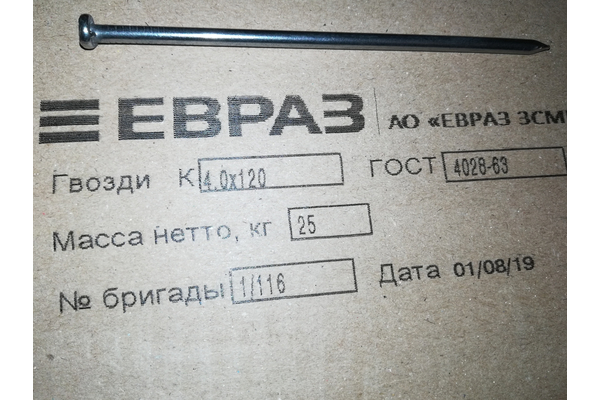 ЕВРАЗ АО «ЕВРАЗ ЗСМ
Гвозди К 4.0х120 ГОСТ 4028-63
Масса нетто, кг 25
№ бригады 1/116 Дата 01/08/19